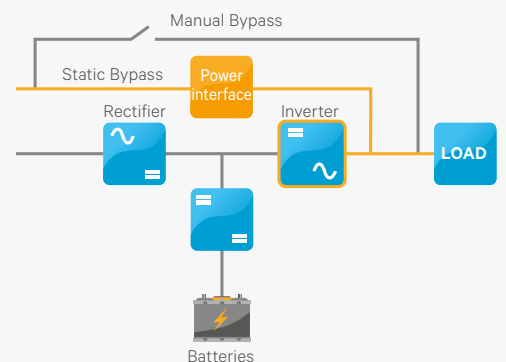 Manual Bypass
Static Bypass
Power
interface
Rectifier
Inverter
LOAD
Batteries